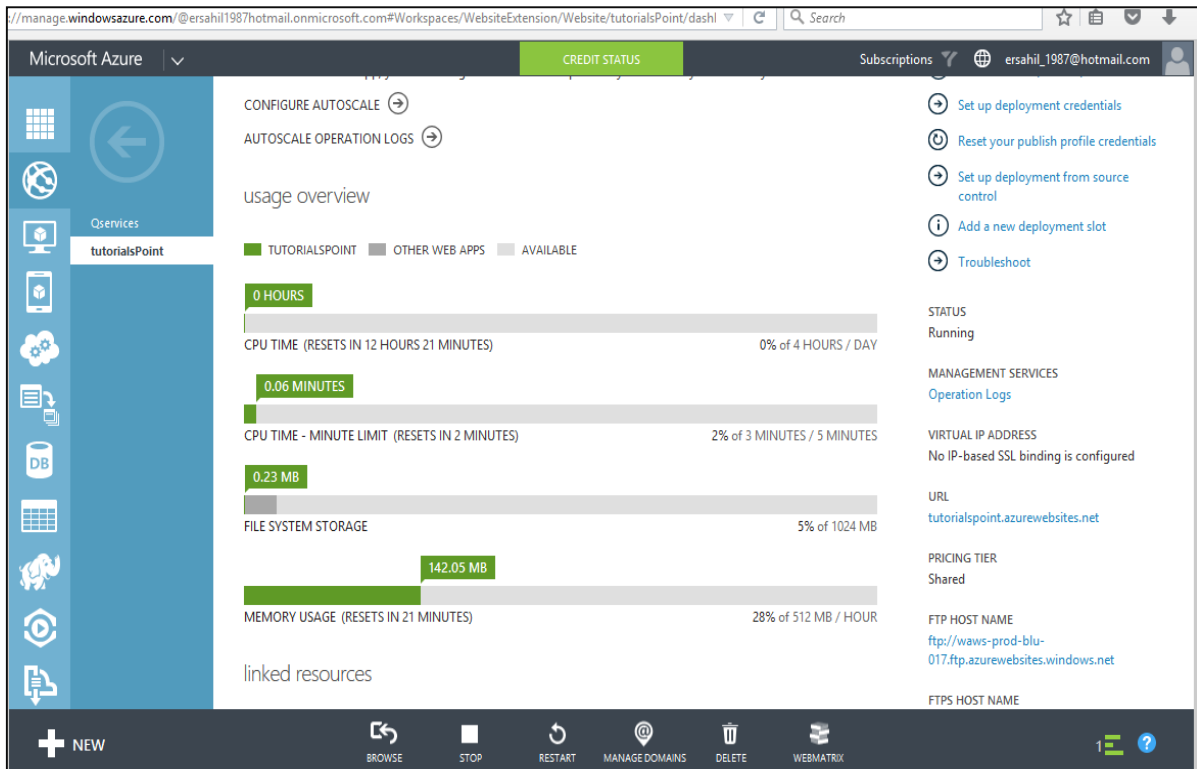 ://manage.windowsazure.com/@ersahil1987hotmail.onmicrosoft.com#Workspaces/WebsiteExtension/Website/tutorialsPoint/dashl
Search
Microsoft Azure
CREDIT STATUS
Subscriptions
ersahil_1987@hotmail.com
CONFIGURE AUTOSCALE
AUTOSCALE OPERATION LOGS
usage overview
Qservices
tutorialsPoint
TUTORIALSPOINT OTHER WEB APPS AVAILABLE
0 HOURS
CPU TIME (RESETS IN 12 HOURS 21 MINUTES) 0% of 4 HOURS / DAY
0.06 MINUTES
CPU TIME - MINUTE LIMIT (RESETS IN 2 MINUTES) 2% of 3 MINUTES / 5 MINUTES
0.23 MB
FILE SYSTEM STORAGE 5% of 1024 MB
142.05 MB
MEMORY USAGE (RESETS IN 21 MINUTES) 28% of 512 MB / HOUR
linked resources
Set up deployment credentials
Reset your publish profile credentials
Set up deployment from source
control
Add a new deployment slot
Troubleshoot
STATUS
Running
MANAGEMENT SERVICES
Operation Logs
VIRTUAL IP ADDRESS
No IP-based SSL binding is configured
URL
tutorialspoint.azurewebsites.net
PRICING TIER
Shared
FTP HOST NAME
ftp://waws-prod-blu-
017.ftp.azurewebsites.windows.net
FTPS HOST NAME
DB
NEW
BROWSE
STOP
RESTART
MANAGE DOMAINS
DELETE
WEBMATRIX
1
?